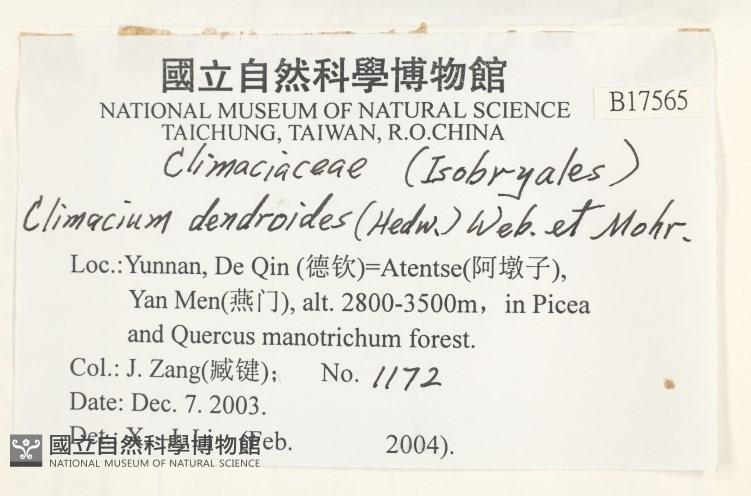 國立自然科學博物館
B17565
NATIONAL MUSEUM OF NATURAL SCIENCE
TAICHUNG, TAIWAN, R.O.CHINA
Climaciaceae (Isobryales)
Climacium dendroides (Hedw.) Web. et Mohr.
Loc.:Yunnan, De Qin (德钦)=Atentse(阿墩子),
Yan Men(燕门), alt. 2800-3500m，in Picea
and Quercus manotrichum forest.
Col.: J. Zang(臧键)； No. 1172
Date: Dec. 7. 2003.
Det.: (Feb. 2004).
國立自然科學博物館
NATIONAL MUSEUM OF NATURAL SCIENCE